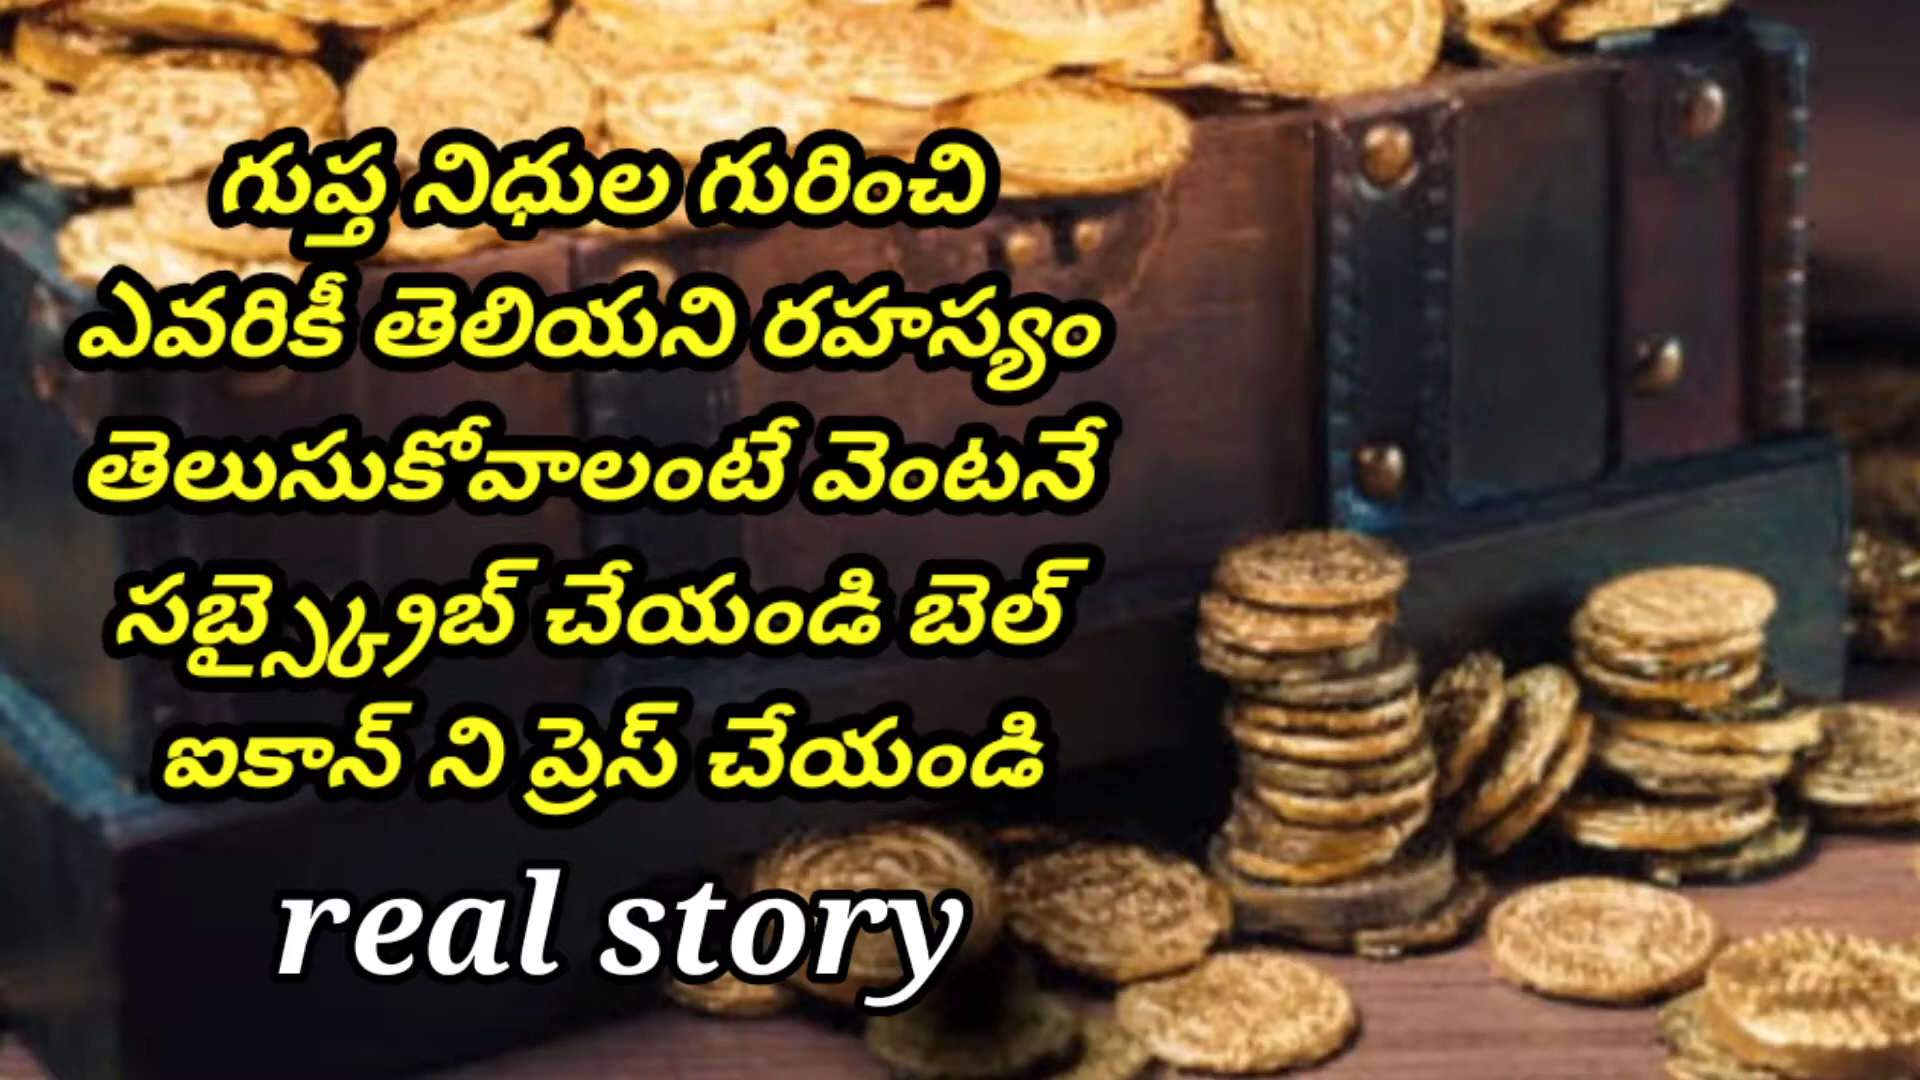 గుప్త నిధుల గురించి
ఎవరికీ తెలియని రహస్యం
తెలుసుకోవాలంటే వెంటనే
సబ్స్క్రైబ్ చేయండి బెల్
ఐకాన్ ని ప్రెస్ చేయండి
real story